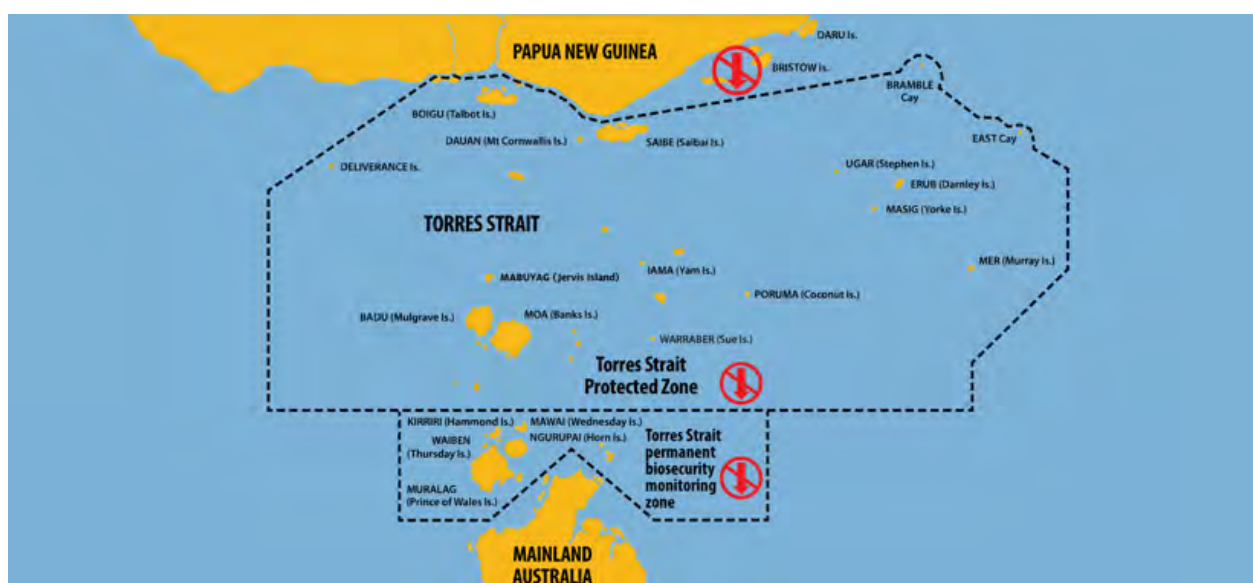 DARU Is.
PAPUA NEW GUINEA
BRISTOW Is.
BRAMBLE
Cay
BOIGU (Talbot Is.)
EAST Cay
DAUAN (Mt Cornwallis Is.)
SAIBE (Saibai Is.)
DELIVERANCE Is.
UGAR (Stephen Is.)
ERUB (Darnley Is.)
MASIG (Yorke Is.)
TORRES STRAIT
MER (Murray Is.)
IAMA (Yam Is.)
MABUYAG (Jervis Island)
PORUMA (Coconut Is.)
BADU (Mulgrave Is.)
MOA (Banks Is.)
WARRABER (Sue Is.)
Torres Strait
Protected Zone
KIRRIRI (Hammond Is.)
MAWAI (Wednesday Is.)
WAIBEN
(Thursday Is.)
NGURUPAI (Horn Is.)
Torres Strait
permanent
biosecurity
monitoring
zone
MURALAG
(Prince of Wales Is.)
MAINLAND
AUSTRALIA